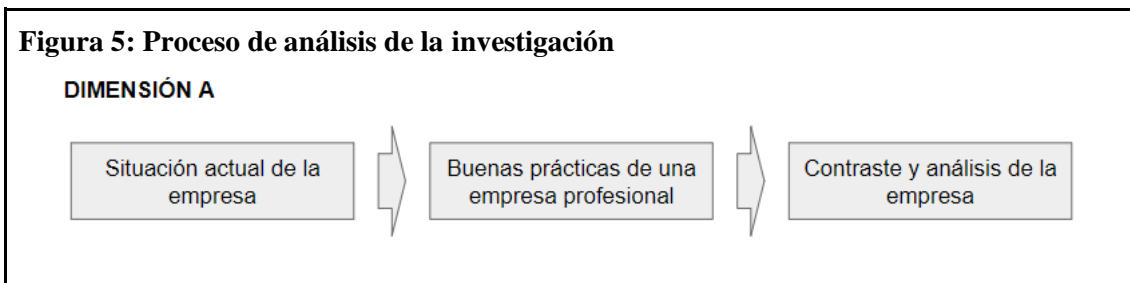 Figura 5: Proceso de análisis de la investigación
DIMENSIÓN A
Situación actual de la
empresa
Buenas prácticas de una
empresa profesional
Contraste y análisis de la
empresa